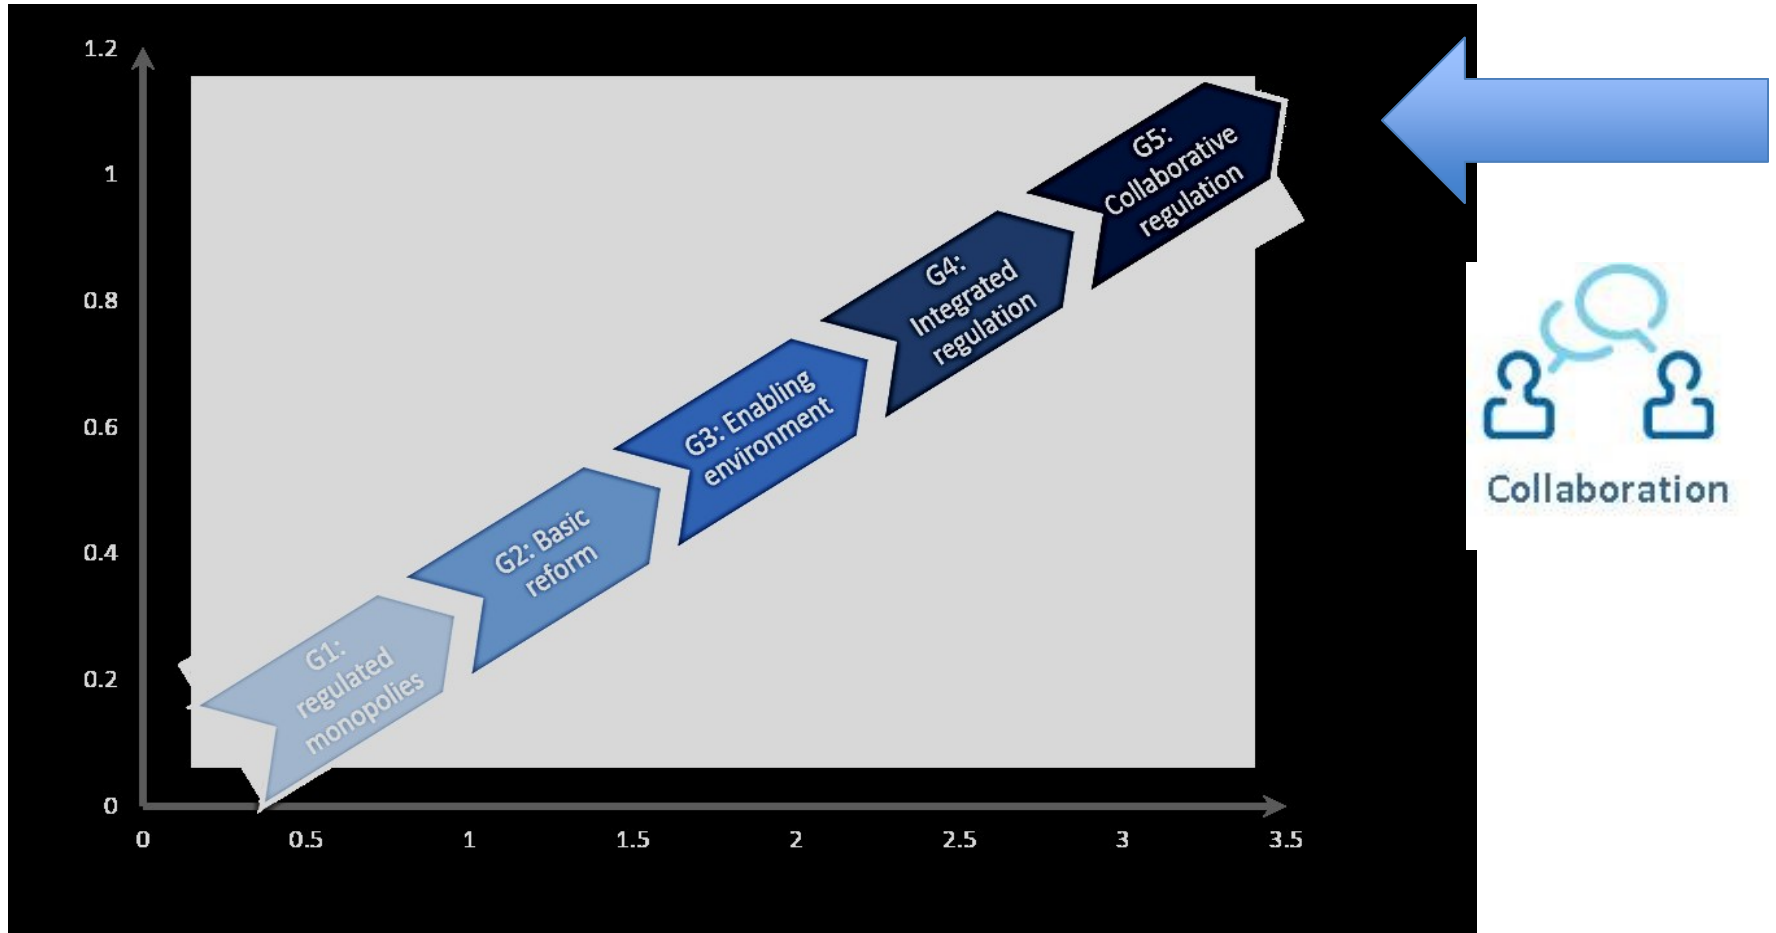 1.2
1
0.8
0.6
0.4
0.2
0
0
0.5
1
1.5
2
2.5
3
3.5
G1:
regulated
monopolies
G2: Basic
reform
G3: Enabling
environment
G4:
Integrated
regulation
G5:
Collaborative
regulation
Collaboration